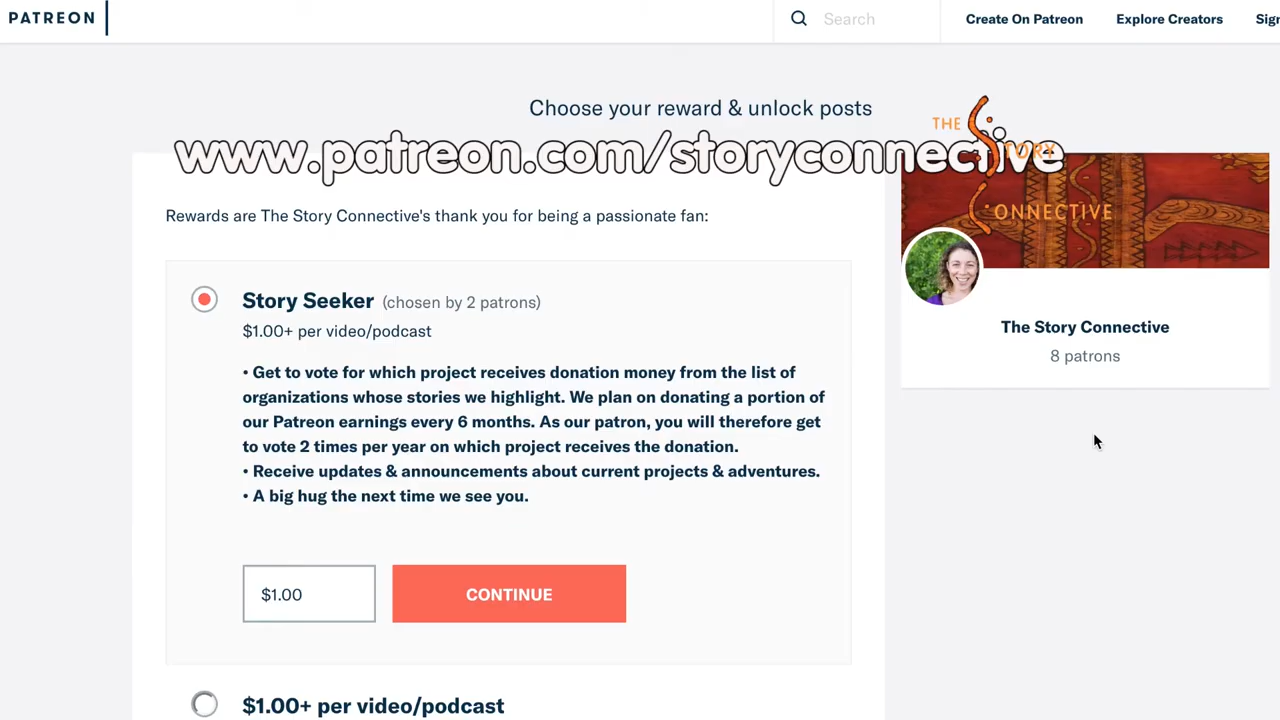 PATREON
Search
Create On Patreon
Explore Creators
Sign
Choose your reward & unlock posts
www.patreon.com/storyconnective
THE STORY
CONNECTIVE
Rewards are The Story Connective's thank you for being a passionate fan:
Story Seeker (chosen by 2 patrons)
$1.00+ per video/podcast
• Get to vote for which project receives donation money from the list of
organizations whose stories we highlight. We plan on donating a portion of
our Patreon earnings every 6 months. As our patron, you will therefore get
to vote 2 times per year on which project receives the donation.
• Receive updates & announcements about current projects & adventures.
• A big hug the next time we see you.
$1.00
CONTINUE
The Story Connective
8 patrons
$1.00+ per video/podcast